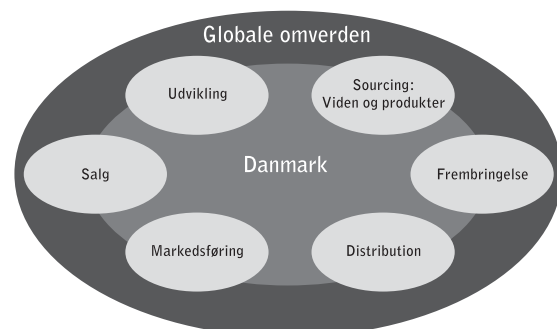 Globale omverden
Udvikling
Sourcing:
Viden og produkter
Salg
Danmark
Frembringelse
Markedsføring
Distribution